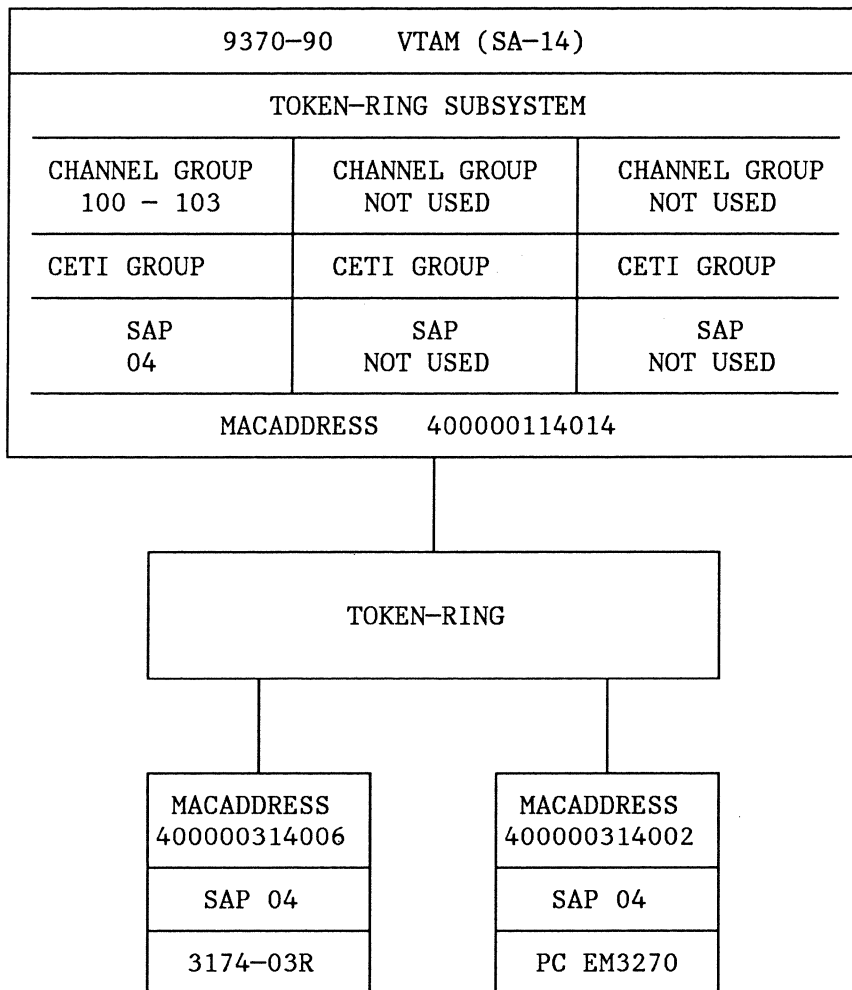 9370-90 VTAM (SA-14)
TOKEN-RING SUBSYSTEM
CHANNEL GROUP
100 - 103
CHANNEL GROUP
NOT USED
CHANNEL GROUP
NOT USED
CETI GROUP
CETI GROUP
CETI GROUP
SAP
04
SAP
NOT USED
SAP
NOT USED
MACADDRESS 400000114014
TOKEN-RING
MACADDRESS
400000314006
SAP 04
3174-03R
MACADDRESS
400000314002
SAP 04
PC EM3270